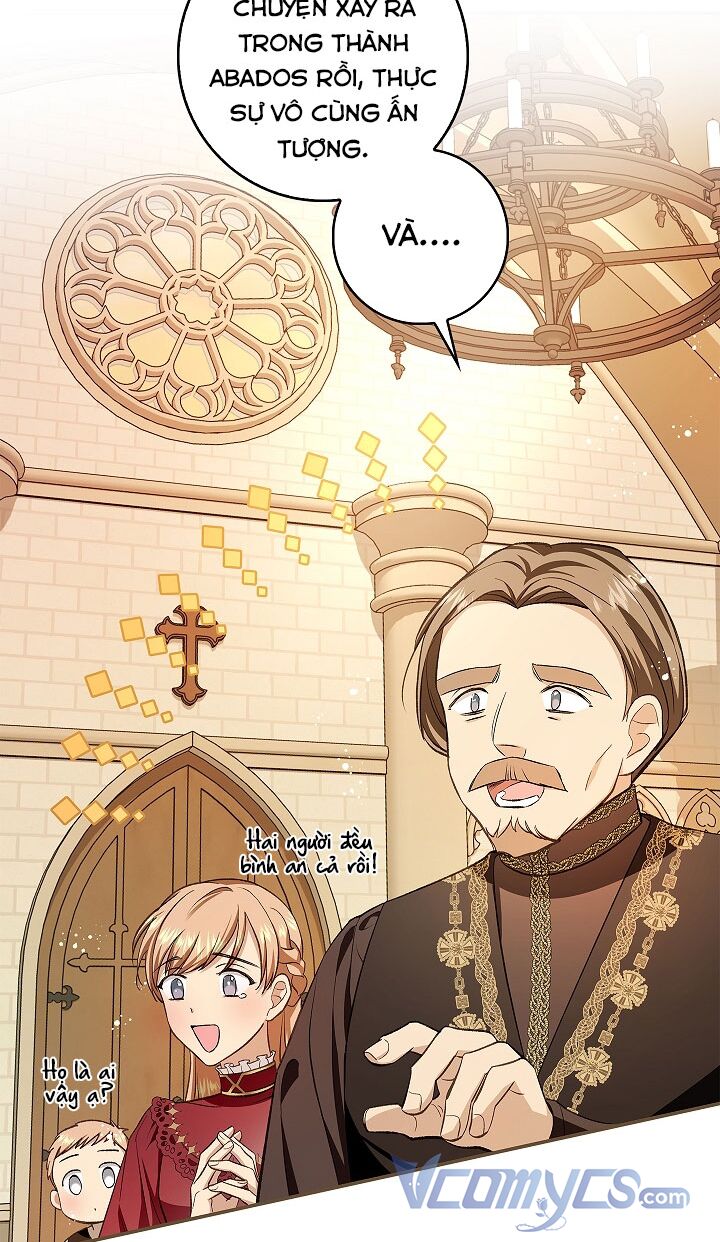 CHUYỆN XẢY RA
TRONG THÀNH
ABADOS RỒI, THỰC
SỰ VÔ CÙNG ẤN
TƯỢNG.
VÀ....
Hai người đều
bình an cả rồi!
Họ là ai
vậy ạ?
VCOMYCS.com